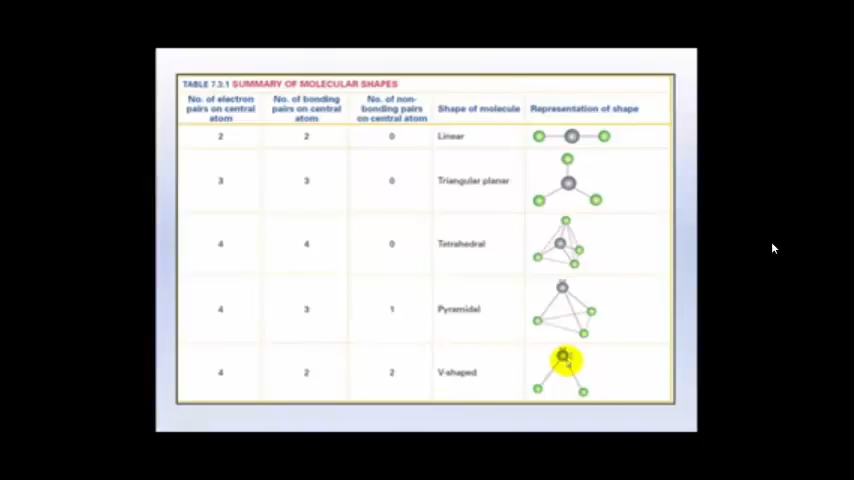 TABLE 7.3.1 SUMMARY OF MOLECULAR SHAPES
No. of electron pairs on central atom
No. of bonding pairs on central atom
No. of non-bonding pairs on central atom
Shape of molecule
Representation of shape
2 2 0 Linear
3 3 0 Triangular planar
4 4 0 Tetrahedral
4 3 1 Pyramidal
4 2 2 V-shaped